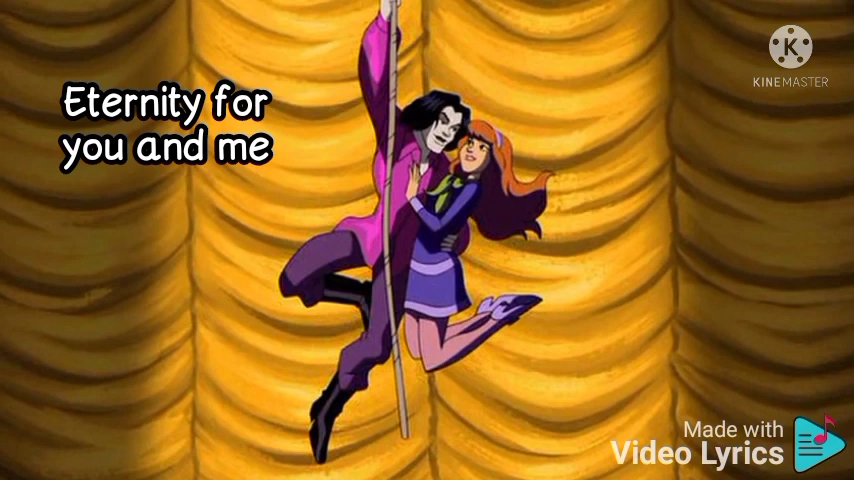 Eternity for
you and me
K
KINEMASTER
Made with
Video Lyrics